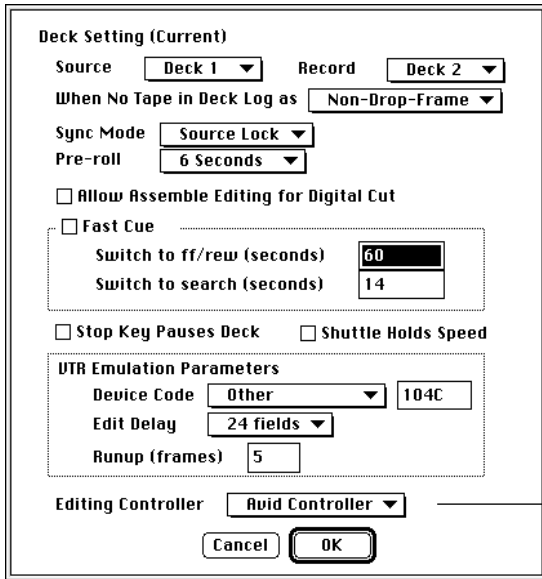 Deck Setting (Current)
Source Deck 1 Record Deck 2
When No Tape in Deck Log as Non-Drop-Frame
Sync Mode Source Lock
Pre-roll 6 Seconds
Allow Assemble Editing for Digital Cut
Fast Cue
Switch to ff/rew (seconds) 60
Switch to search (seconds) 14
Stop Key Pauses Deck Shuttle Holds Speed
VTR Emulation Parameters
Device Code Other 104C
Edit Delay 24 fields
Runup (frames) 5
Editing Controller Avid Controller
Cancel OK